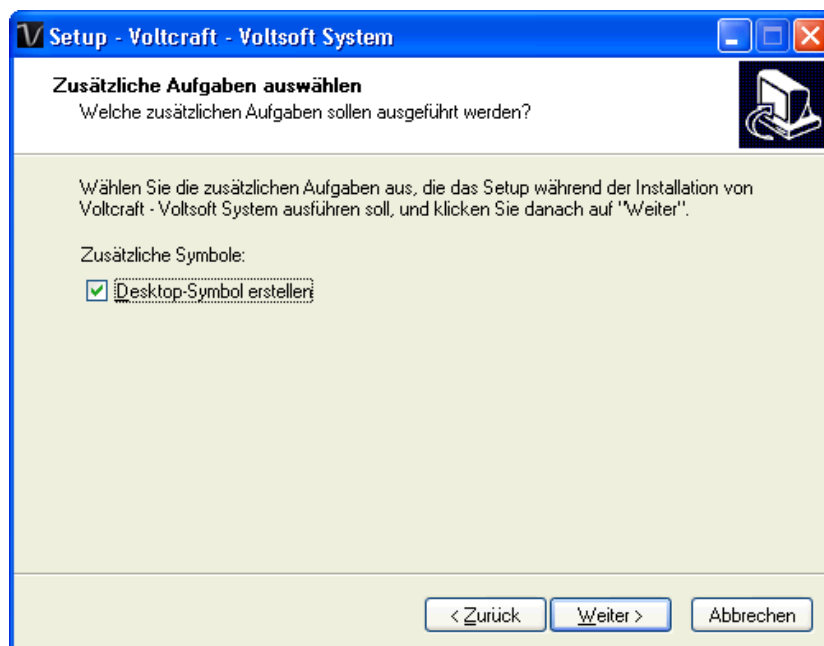 Setup - Voltcraft - Voltsoft System
Zusätzliche Aufgaben auswählen
Welche zusätzlichen Aufgaben sollen ausgeführt werden?
Wählen Sie die zusätzlichen Aufgaben aus, die das Setup während der Installation von
Voltcraft - Voltsoft System ausführen soll, und klicken Sie danach auf "Weiter".
Zusätzliche Symbole:
Desktop-Symbol erstellen
< Zurück Weiter > Abbrechen